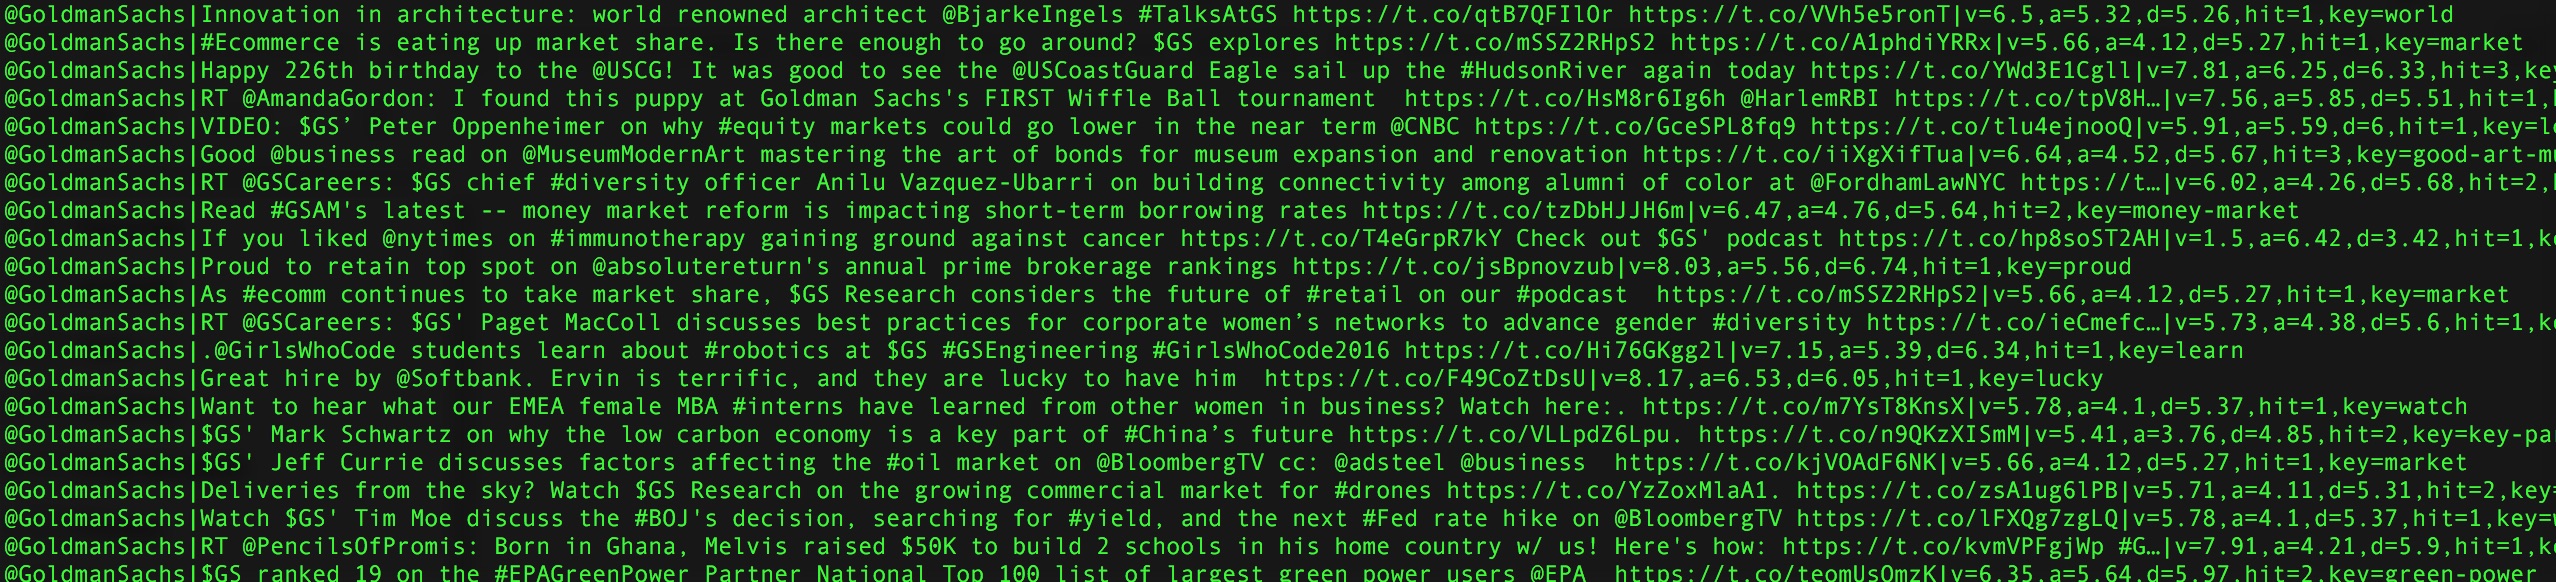 @GoldmanSachs|Innovation in architecture: world renowned architect @BjarkeIngels #TalksAtGS https://t.co/qtB7QFIlOr https://t.co/VVh5e5ronT|v=6.5,a=5.32,d=5.26,hit=1,key=world
@GoldmanSachs|#Ecommerce is eating up market share. Is there enough to go around? $GS explores https://t.co/mSSZ2RHpS2 https://t.co/A1phdiYRRx|v=5.66,a=4.12,d=5.27,hit=1,key=market
@GoldmanSachs|Happy 226th birthday to the @USCG! It was good to see the @USCoastGuard Eagle sail up the #HudsonRiver again today https://t.co/YWd3E1Cgll|v=7.81,a=6.25,d=6.33,hit=3,key
@GoldmanSachs|RT @AmandaGordon: I found this puppy at Goldman Sachs's FIRST Wiffle Ball tournament  https://t.co/HsM8r6Ig6h @HarlemRBI https://t.co/tpV8H…|v=7.56,a=5.85,d=5.51,hit=1,
@GoldmanSachs|VIDEO: $GS’ Peter Oppenheimer on why #equity markets could go lower in the near term @CNBC https://t.co/GceSPL8fq9 https://t.co/tlu4ejnooQ|v=5.91,a=5.59,d=6,hit=1,key=lo
@GoldmanSachs|Good @business read on @MuseumModernArt mastering the art of bonds for museum expansion and renovation https://t.co/iiXgXifTua|v=6.64,a=4.52,d=5.67,hit=3,key=good-art-mu
@GoldmanSachs|RT @GSCareers: $GS chief #diversity officer Anilu Vazquez-Ubarri on building connectivity among alumni of color at @FordhamLawNYC https://t…|v=6.02,a=4.26,d=5.68,hit=2,
@GoldmanSachs|Read #GSAM's latest -- money market reform is impacting short-term borrowing rates https://t.co/tzDbHJJH6m|v=6.47,a=4.76,d=5.64,hit=2,key=money-market
@GoldmanSachs|If you liked @nytimes on #immunotherapy gaining ground against cancer https://t.co/T4eGrpR7kY Check out $GS' podcast https://t.co/hp8soST2AH|v=1.5,a=6.42,d=3.42,hit=1,ke
@GoldmanSachs|Proud to retain top spot on @absolutereturn's annual prime brokerage rankings https://t.co/jsBpnovzub|v=8.03,a=5.56,d=6.74,hit=1,key=proud
@GoldmanSachs|As #ecomm continues to take market share, $GS Research considers the future of #retail on our #podcast  https://t.co/mSSZ2RHpS2|v=5.66,a=4.12,d=5.27,hit=1,key=market
@GoldmanSachs|RT @GSCareers: $GS' Paget MacColl discusses best practices for corporate women’s networks to advance gender #diversity https://t.co/ieCmefc…|v=5.73,a=4.38,d=5.6,hit=1,ke
@GoldmanSachs|.@GirlsWhoCode students learn about #robotics at $GS #GSEngineering #GirlsWhoCode2016 https://t.co/Hi76GKgg2l|v=7.15,a=5.39,d=6.34,hit=1,key=learn
@GoldmanSachs|Great hire by @Softbank. Ervin is terrific, and they are lucky to have him  https://t.co/F49CoZtDsU|v=8.17,a=6.53,d=6.05,hit=1,key=lucky
@GoldmanSachs|Want to hear what our EMEA female MBA #interns have learned from other women in business? Watch here:. https://t.co/m7YsT8KnsX|v=5.78,a=4.1,d=5.37,hit=1,key=watch
@GoldmanSachs|$GS' Mark Schwartz on why the low carbon economy is a key part of #China’s future https://t.co/VLLpdZ6Lpu. https://t.co/n9QKzXISmM|v=5.41,a=3.76,d=4.85,hit=2,key=key-par
@GoldmanSachs|$GS' Jeff Currie discusses factors affecting the #oil market on @BloombergTV cc: @adsteel @business  https://t.co/kjVOAdF6NK|v=5.66,a=4.12,d=5.27,hit=1,key=market
@GoldmanSachs|Deliveries from the sky? Watch $GS Research on the growing commercial market for #drones https://t.co/YzZoxMlaA1. https://t.co/zsA1ug6lPB|v=5.71,a=4.11,d=5.31,hit=2,key=
@GoldmanSachs|Watch $GS' Tim Moe discuss the #BOJ's decision, searching for #yield, and the next #Fed rate hike on @BloombergTV https://t.co/lFXQg7zgLQ|v=5.78,a=4.1,d=5.37,hit=1,key=w
@GoldmanSachs|RT @PencilsOfPromis: Born in Ghana, Melvis raised $50K to build 2 schools in his home country w/ us! Here's how: https://t.co/kvmVPFgjWp #G…|v=7.91,a=4.21,d=5.9,hit=1,ke
@GoldmanSachs|$GS ranked 19 on the #EPAGreenPower Partner National Top 100 list of largest green power users @EPA  https://t.co/teomUsOmzK|v=6.35,a=5.64,d=5.97,hit=2,key=green-power